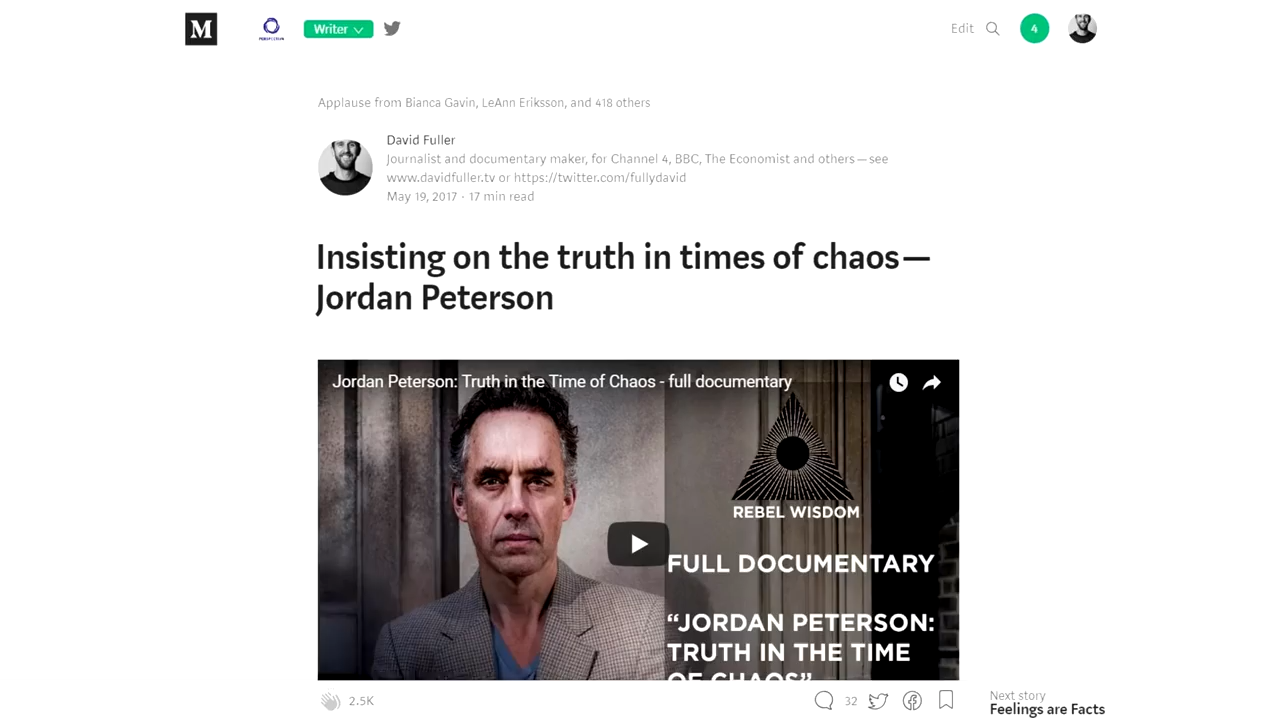 M
Writer
Edit
4
Applause from Bianca Gavin, LeAnn Eriksson, and 418 others
David Fuller
Journalist and documentary maker, for Channel 4, BBC, The Economist and others — see
www.davidfuller.tv or https://twitter.com/fullydavid
May 19, 2017 · 17 min read
Insisting on the truth in times of chaos —
Jordan Peterson
Jordan Peterson: Truth in the Time of Chaos - full documentary
REBEL WISDOM
FULL DOCUMENTARY
“JORDAN PETERSON:
TRUTH IN THE TIME
OF CHAOS”
2.5K
32
Next story
Feelings are Facts